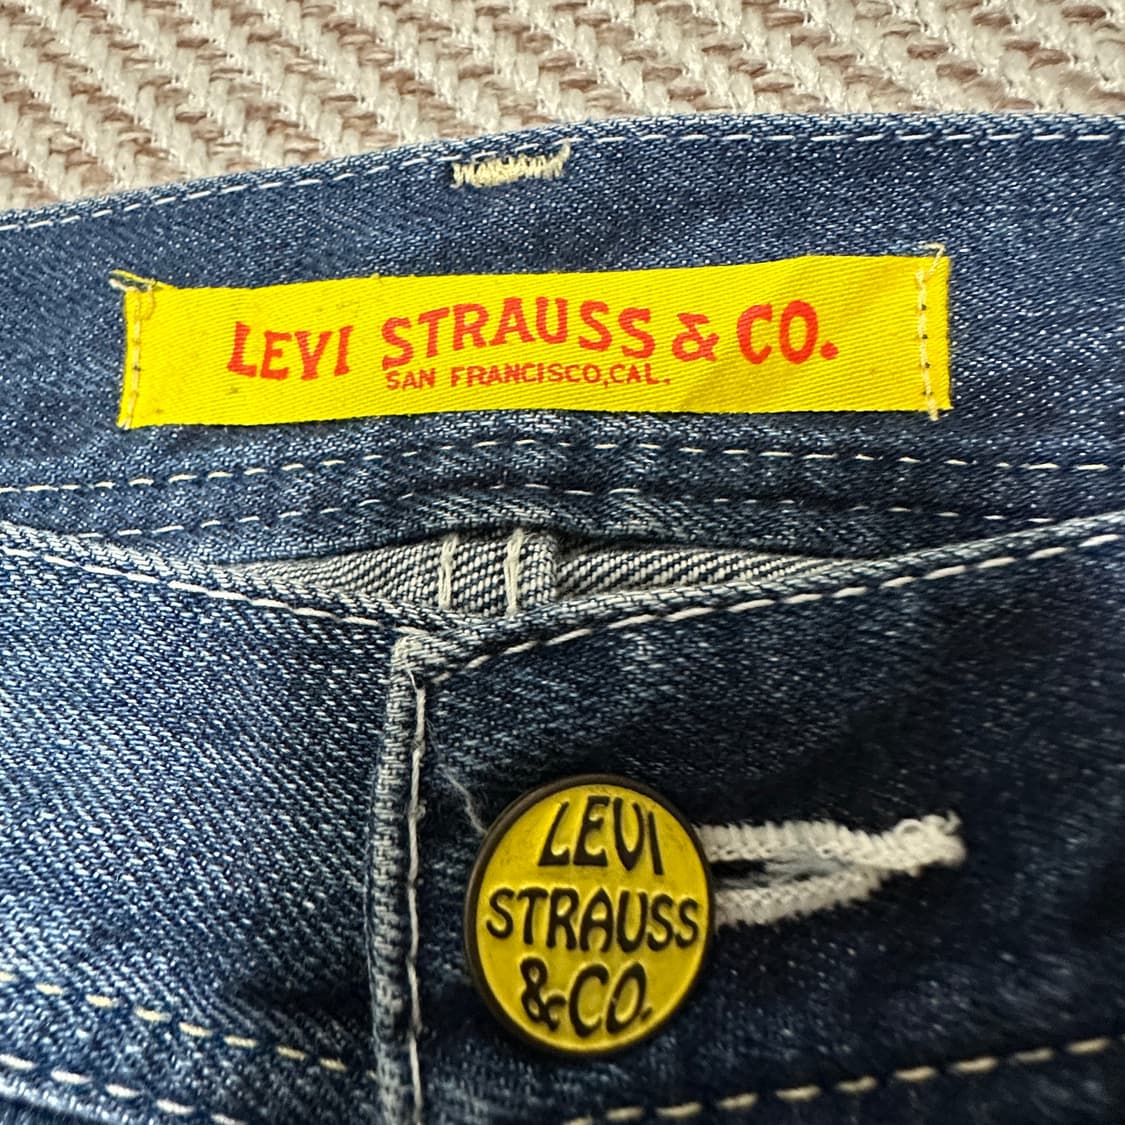 LEVI STRAUSS & CO.
SAN FRANCISCO, CAL.
LEVI
STRAUSS
& CO.